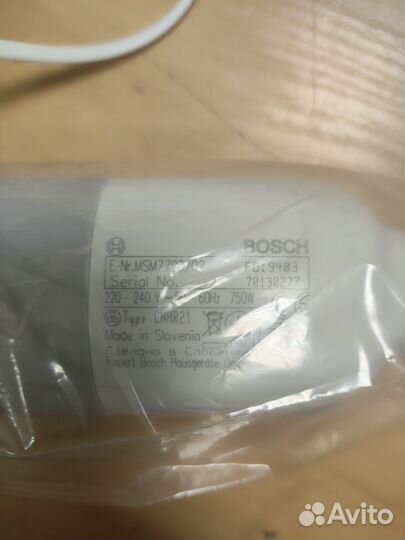 BOSCH
E-Nr. FD:9403
Serial No. 70130277
220 - 240 V 60Hz 750W
Type CNHR21
Made in Slovenia
Сделано в
Robert Bosch Hausgeräte
Avito